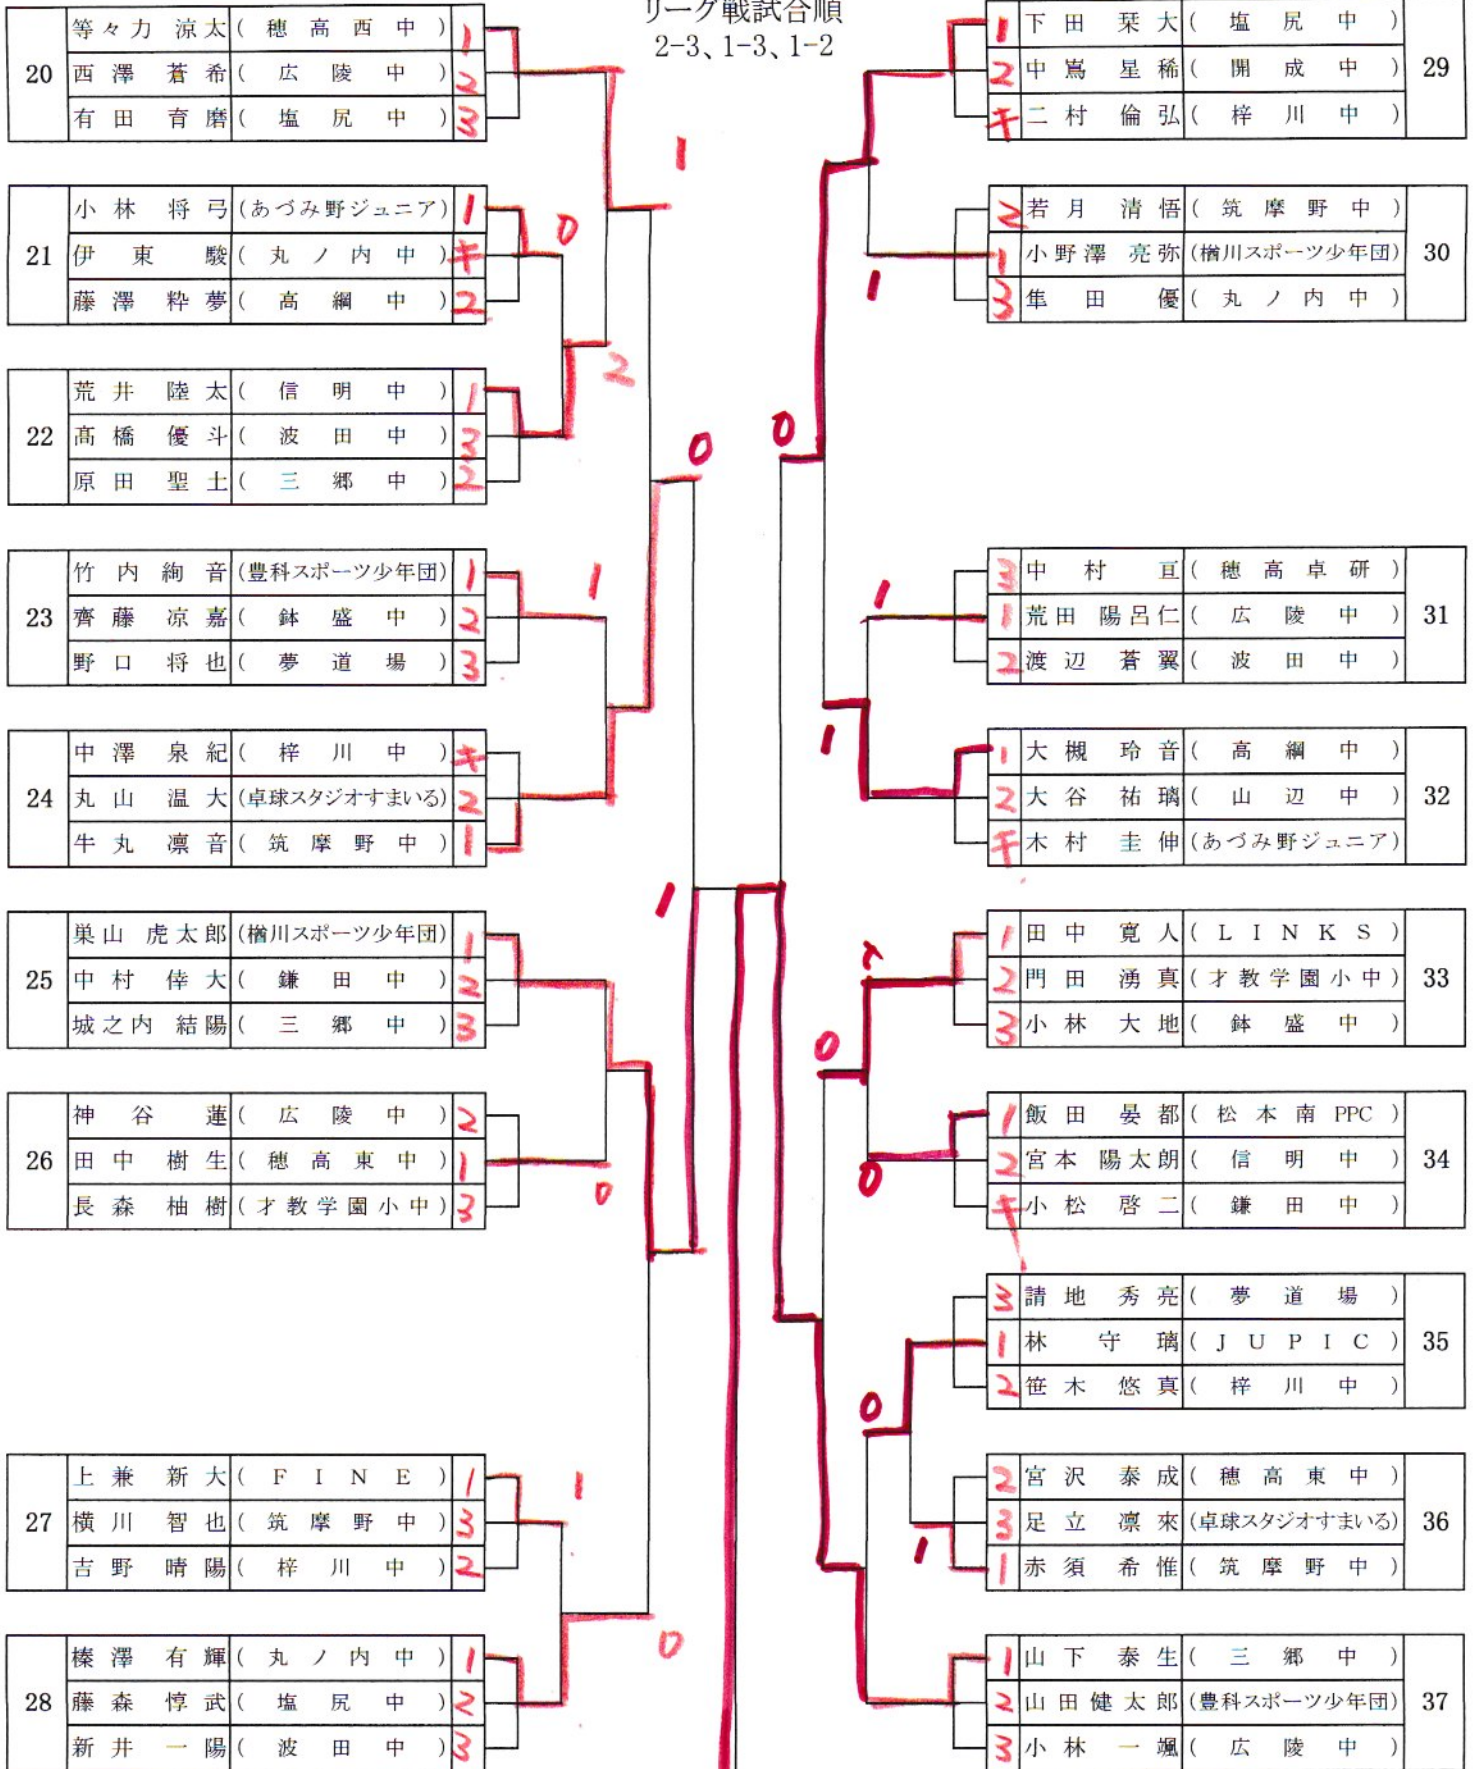 リーグ戦試合順
2-3、1-3、1-2
20
等々力 涼太 (穂高西中) 1
西澤 蒼希 (広陵中) 2
有田 育磨 (塩尻中) 3
1
21
小林 将弓 (あづみ野ジュニア) 1
伊東 駿 (丸ノ内中) キ
藤澤 粋夢 (高綱中) 2
0
2
22
荒井 陸太 (信明中) 1
髙橋 優斗 (波田中) 3
原田 聖士 (三郷中) 2
0
23
竹内 絢音 (豊科スポーツ少年団) 1
齊藤 涼嘉 (鉢盛中) 2
野口 将也 (夢道場) 3
1
24
中澤 泉紀 (梓川中) キ
丸山 温大 (卓球スタジオすまいる) 2
牛丸 凛音 (筑摩野中) 1
1
25
巣山 虎太郎 (楢川スポーツ少年団) 1
中村 倖大 (鎌田中) 2
城之内 結陽 (三郷中) 3
26
神谷 蓮 (広陵中) 2
田中 樹生 (穂高東中) 1
長森 柚樹 (才教学園小中) 3
0
27
上兼 新大 (FINE) 1
横川 智也 (筑摩野中) 3
吉野 晴陽 (梓川中) 2
1
0
28
榛澤 有輝 (丸ノ内中) 1
藤森 惇武 (塩尻中) 2
新井 一陽 (波田中) 3
1 下田 栞大 (塩尻中)
2 中嶌 星稀 (開成中)
キ 二村 倫弘 (梓川中)
29
2 若月 清悟 (筑摩野中)
1 小野澤 亮弥 (楢川スポーツ少年団)
3 隼田 優 (丸ノ内中)
30
1
0
3 中村 亘 (穂高卓研)
1 荒田 陽呂仁 (広陵中)
2 渡辺 蒼翼 (波田中)
31
1
1
1 大槻 玲音 (高綱中)
2 大谷 祐璃 (山辺中)
キ 木村 圭伸 (あづみ野ジュニア)
32
1 田中 寛人 (LINKS)
2 門田 湧真 (才教学園小中)
3 小林 大地 (鉢盛中)
33
0
1 飯田 晏都 (松本南PPC)
2 宮本 陽太朗 (信明中)
キ 小松 啓二 (鎌田中)
34
0
3 請地 秀亮 (夢道場)
1 林 守璃 (JUPIC)
2 笹木 悠真 (梓川中)
35
0
2 宮沢 泰成 (穂高東中)
3 足立 凛來 (卓球スタジオすまいる)
1 赤須 希惟 (筑摩野中)
36
1
1 山下 泰生 (三郷中)
2 山田 健太郎 (豊科スポーツ少年団)
3 小林 一颯 (広陵中)
37